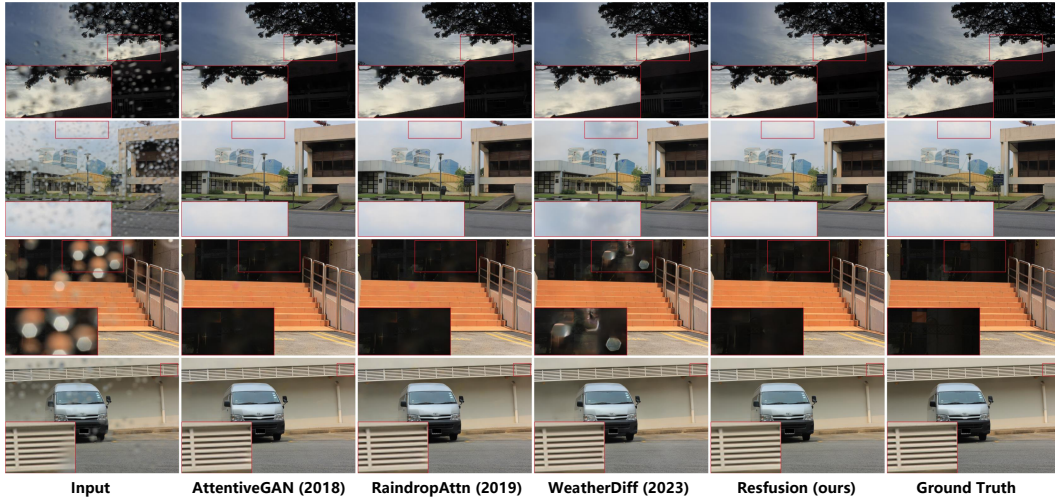 Input AttentiveGAN (2018) RaindropAttn (2019) WeatherDiff (2023) Resfusion (ours) Ground Truth